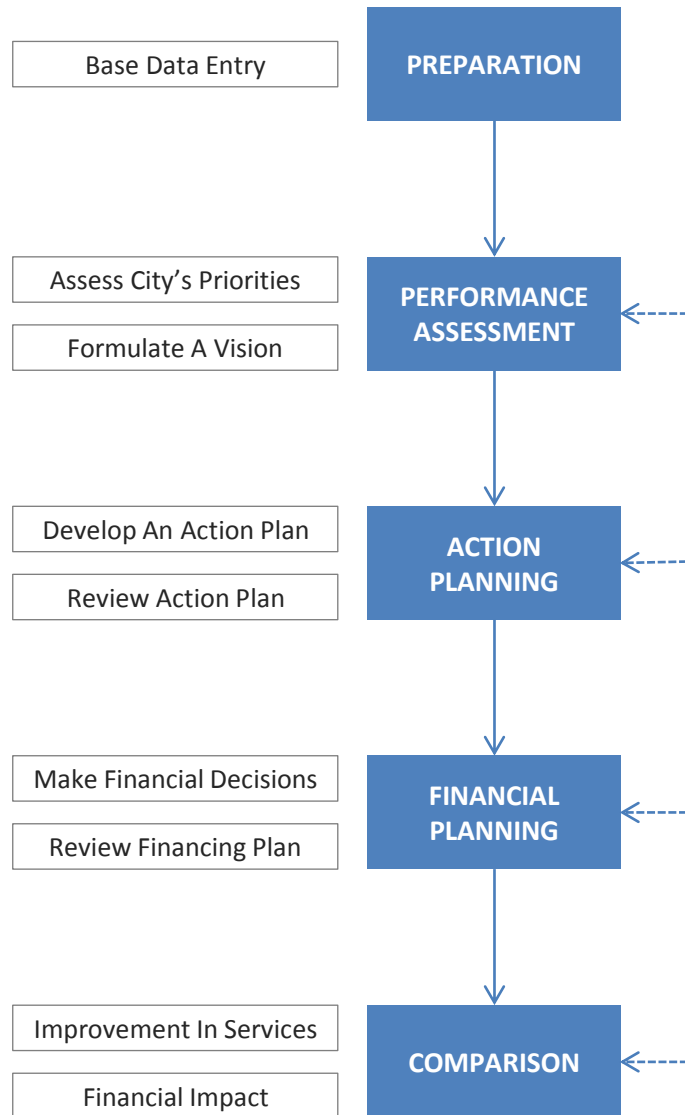 Base Data Entry
PREPARATION
Assess City’s Priorities
Formulate A Vision
PERFORMANCE
ASSESSMENT
Develop An Action Plan
Review Action Plan
ACTION
PLANNING
Make Financial Decisions
Review Financing Plan
FINANCIAL
PLANNING
Improvement In Services
Financial Impact
COMPARISON